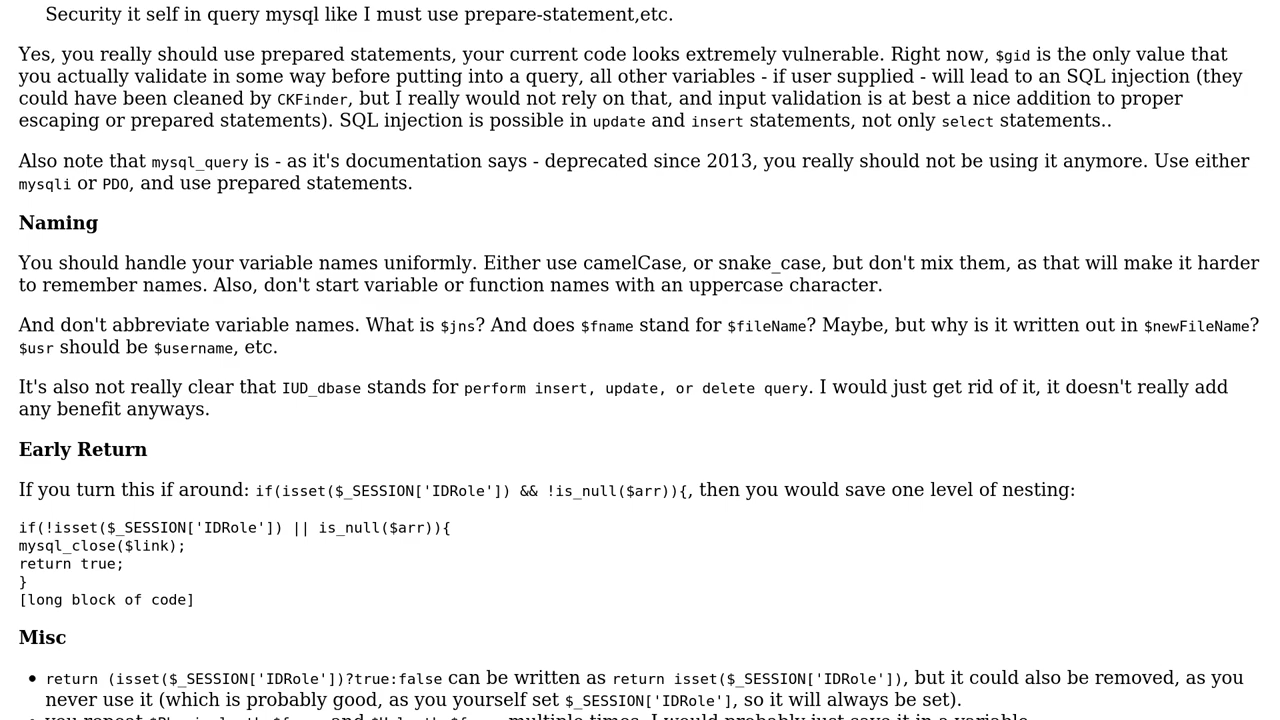 Security it self in query mysql like I must use prepare-statement,etc.
Yes, you really should use prepared statements, your current code looks extremely vulnerable. Right now, $gid is the only value that
you actually validate in some way before putting into a query, all other variables - if user supplied - will lead to an SQL injection (they
could have been cleaned by CKFinder, but I really would not rely on that, and input validation is at best a nice addition to proper
escaping or prepared statements). SQL injection is possible in update and insert statements, not only select statements..
Also note that mysql_query is - as it's documentation says - deprecated since 2013, you really should not be using it anymore. Use either
mysqli or PDO, and use prepared statements.
Naming
You should handle your variable names uniformly. Either use camelCase, or snake_case, but don't mix them, as that will make it harder
to remember names. Also, don't start variable or function names with an uppercase character.
And don't abbreviate variable names. What is $jns? And does $fname stand for $fileName? Maybe, but why is it written out in $newFileName?
$usr should be $username, etc.
It's also not really clear that IUD_dbase stands for perform insert, update, or delete query. I would just get rid of it, it doesn't really add
any benefit anyways.
Early Return
If you turn this if around: if(isset($_SESSION['IDRole']) && !is_null($arr)){, then you would save one level of nesting:
if(!isset($_SESSION['IDRole']) || is_null($arr)){
mysql_close($link);
return true;
}
[long block of code]
Misc
• return (isset($_SESSION['IDRole'])?true:false can be written as return isset($_SESSION['IDRole']), but it could also be removed, as you
never use it (which is probably good, as you yourself set $_SESSION['IDRole'], so it will always be set).